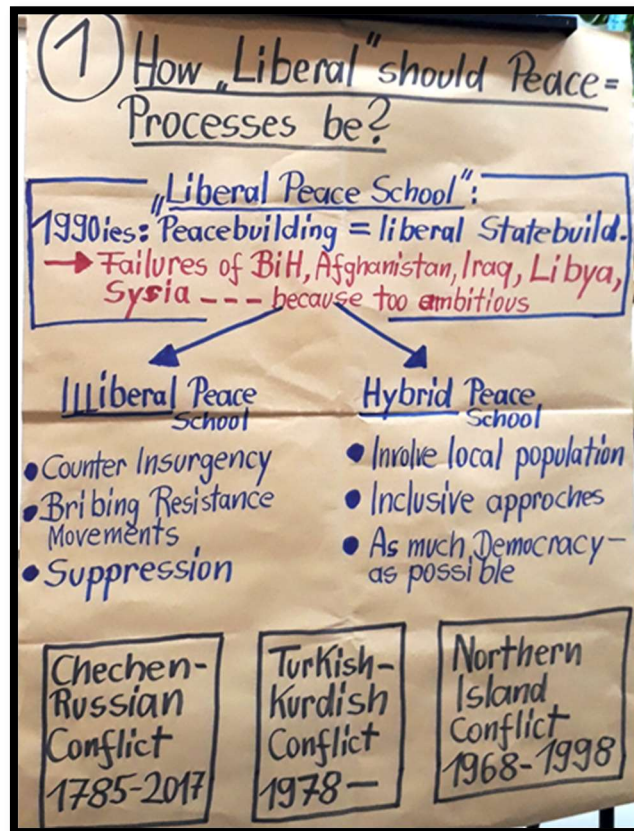 1 How „Liberal" should Peace=
Processes be?
„Liberal Peace School":
1990ies: Peacebuilding = liberal Statebuild.
→ Failures of BiH, Afghanistan, Iraq, Libya,
Sysia --- because too ambitious
Illiberal Peace
School
• Counter Insurgency
• Bribing Resistance
Movements
• Suppression
Hybrid Peace
School
• Involve local population
• Inclusive approches
• As much Democracy—
as possible
Chechen-
Russian
Conflict
1785-2017
Turkish-
Kurdish
Conflict
1978—
Northern
Island
Conflict
1968-1998